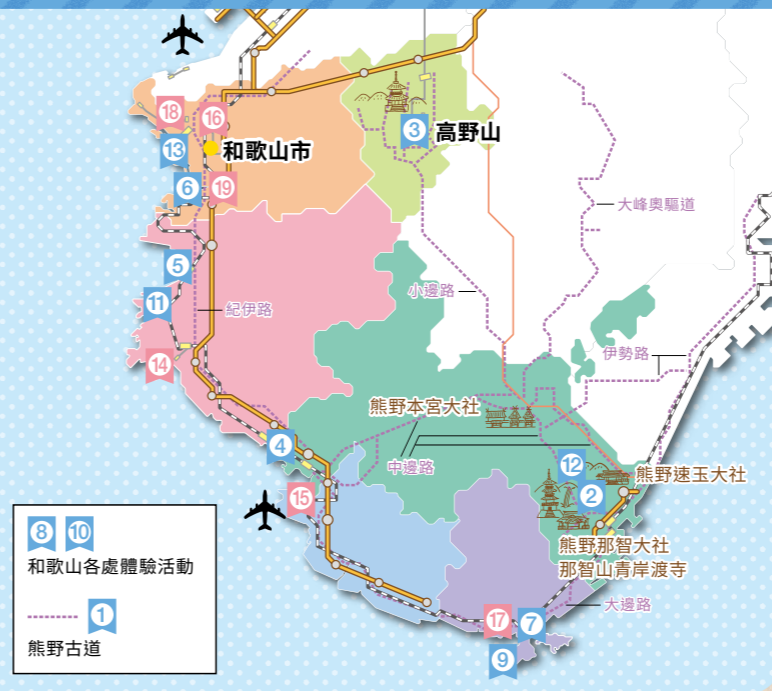 18
16
13
和歌山市
3
高野山
6
19
大峰奧驅道
5
小邊路
11
紀伊路
伊勢路
14
熊野本宮大社
4
中邊路
12
熊野速玉大社
2
15
熊野那智大社
那智山青岸渡寺
大邊路
17
7
9
8 10
和歌山各處體驗活動
1
熊野古道